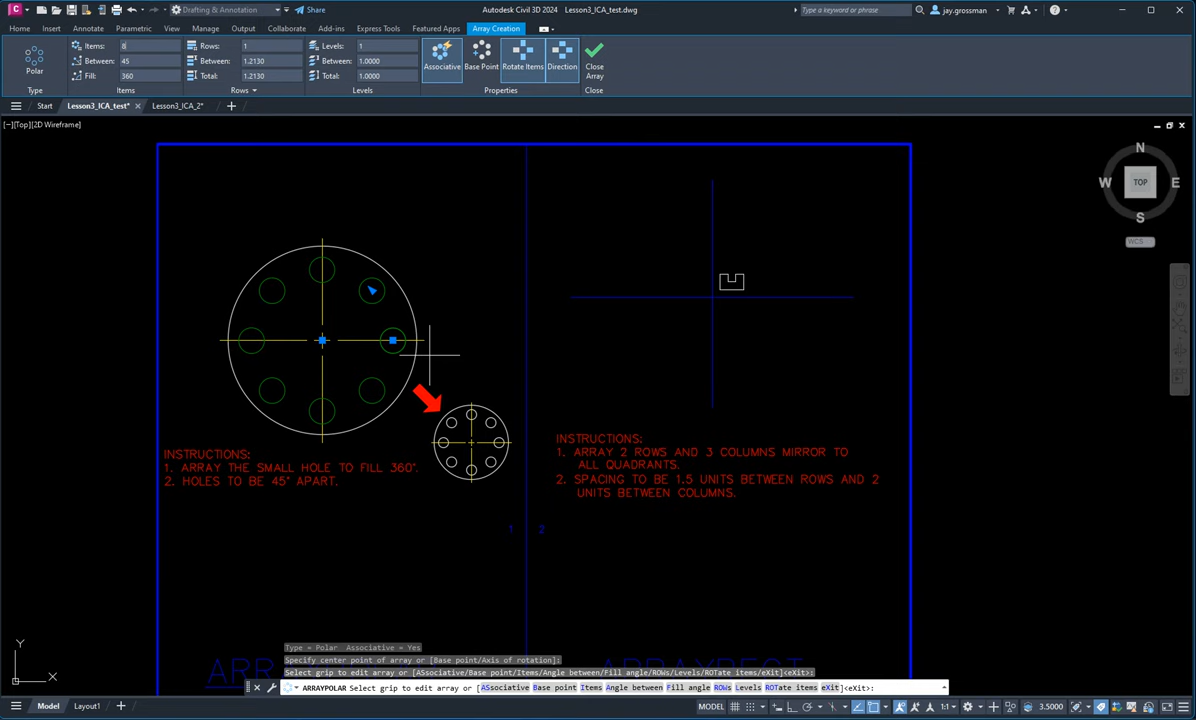 Drafting & Annotation
Share
Autodesk Civil 3D 2024 Lesson3_ICA_test.dwg
Type a keyword or phrase
jay.grossman
Home Insert Annotate Parametric View Manage Output Collaborate Express Tools Featured Apps Array Creation
Items: 8 Rows: 1 Levels: 1
Between: 45 Between: 1.2130 Between: 1.0000
Fill: 360 Total: 1.2130 Total: 1.0000
Polar
Associative Base Point Rotate Items Direction Close Array
Type Items Rows Levels Properties Close
Start Lesson3_ICA_test* Lesson3_ICA_2*
[−][Top][2D Wireframe]
N
W TOP E
S
WCS
INSTRUCTIONS:
1. ARRAY THE SMALL HOLE TO FILL 360°.
2. HOLES TO BE 45° APART.
INSTRUCTIONS:
1. ARRAY 2 ROWS AND 3 COLUMNS MIRROR TO
ALL QUADRANTS.
2. SPACING TO BE 1.5 UNITS BETWEEN ROWS AND 2
UNITS BETWEEN COLUMNS.
1 2
Y
X
Type = Polar Associative = Yes
Specify center point of array or [Base point/Axis of rotation]:
Select grip to edit array or [ASsociative/Base point/Items/Angle between/Fill angle/ROWs/Levels/ROTate items/eXit]<eXit>:
ARRAYPOLAR Select grip to edit array or [ASsociative Base point Items Angle between Fill angle ROWs Levels ROTate items eXit]<eXit>:
Model Layout1
MODEL 1:1 3.5000